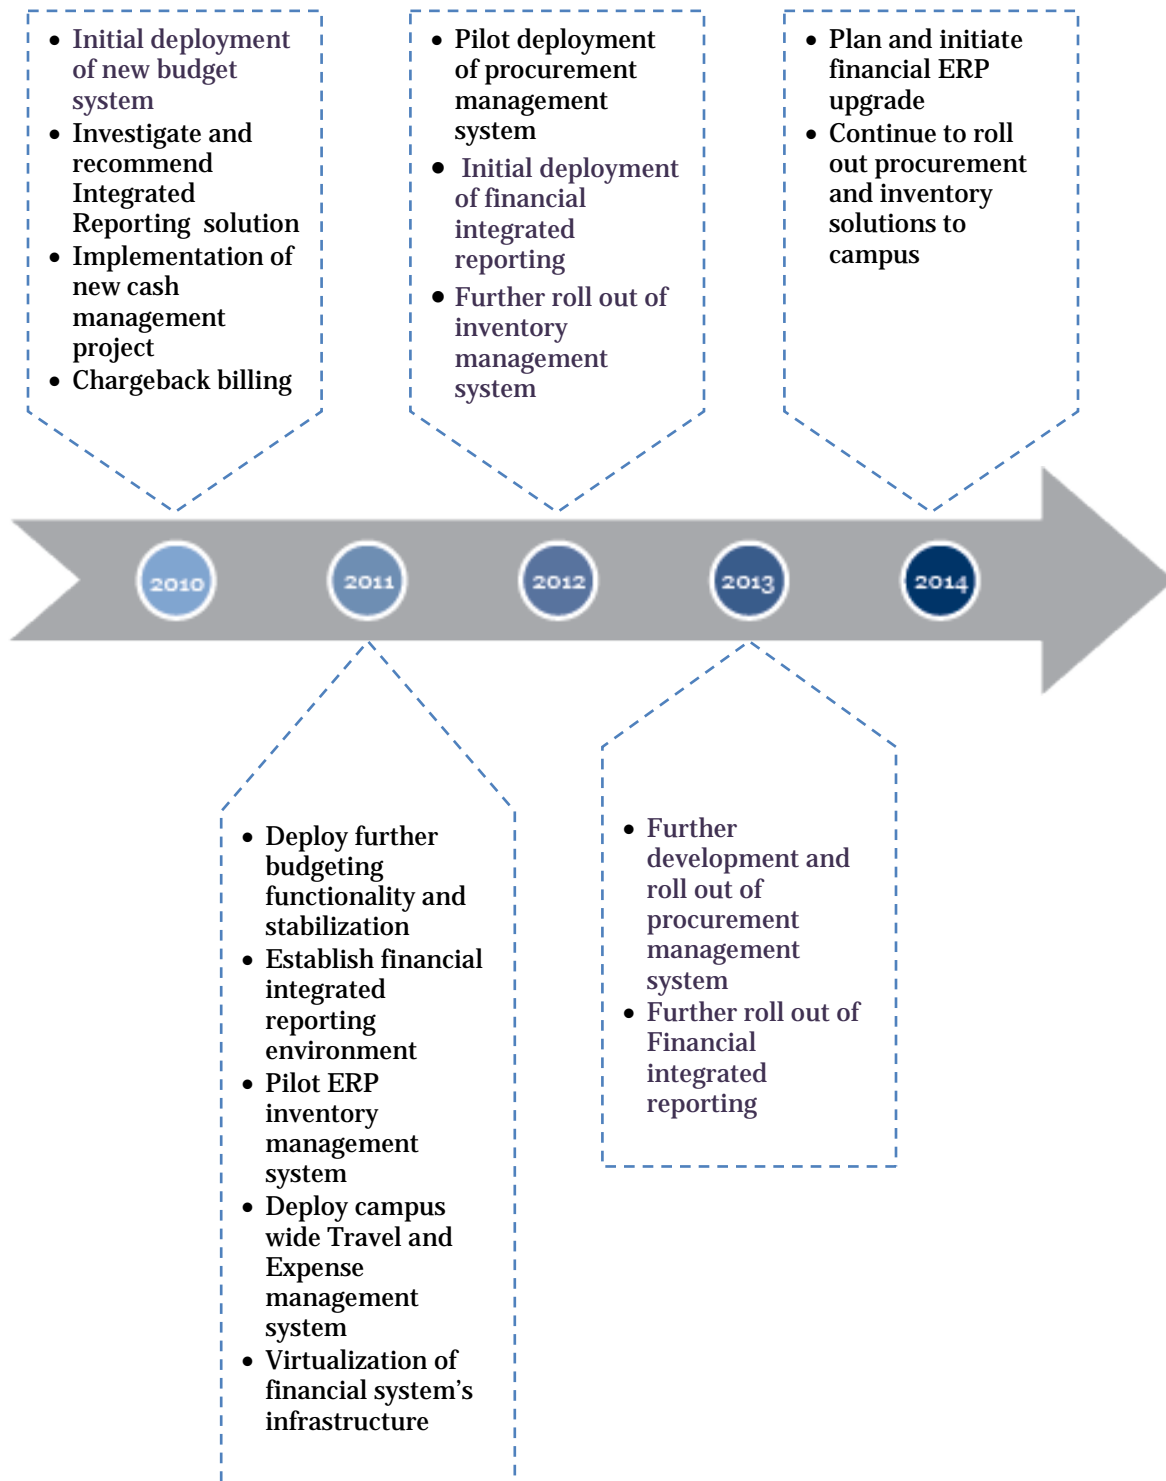 • Initial deployment
of new budget
system
• Investigate and
recommend
Integrated
Reporting solution
• Implementation of
new cash
management
project
• Chargeback billing
• Pilot deployment
of procurement
management
system
• Initial deployment
of financial
integrated
reporting
• Further roll out of
inventory
management
system
• Plan and initiate
financial ERP
upgrade
• Continue to roll
out procurement
and inventory
solutions to
campus
2010
2011
2012
2013
2014
• Deploy further
budgeting
functionality and
stabilization
• Establish financial
integrated
reporting
environment
• Pilot ERP
inventory
management
system
• Deploy campus
wide Travel and
Expense
management
system
• Virtualization of
financial system’s
infrastructure
• Further
development and
roll out of
procurement
management
system
• Further roll out of
Financial
integrated
reporting